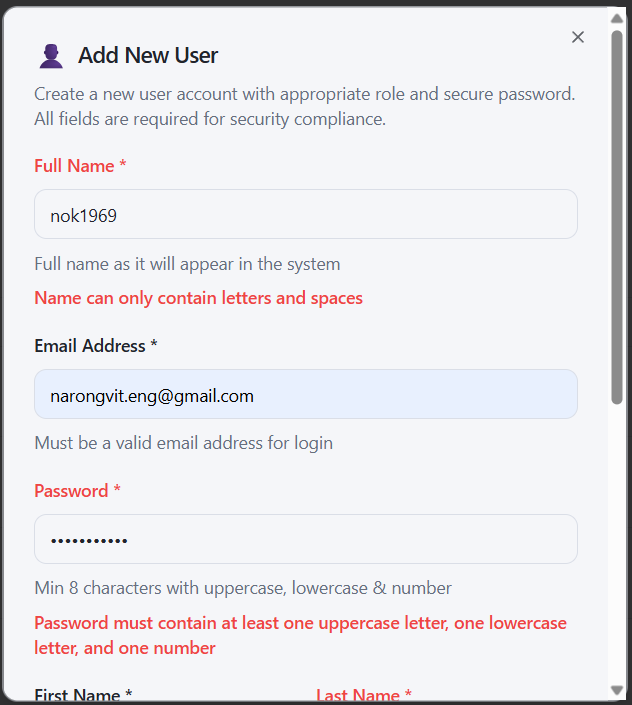 Add New User
Create a new user account with appropriate role and secure password.
All fields are required for security compliance.
Full Name *
nok1969
Full name as it will appear in the system
Name can only contain letters and spaces
Email Address *
narongvit.eng@gmail.com
Must be a valid email address for login
Password *
•••••••••••
Min 8 characters with uppercase, lowercase & number
Password must contain at least one uppercase letter, one lowercase
letter, and one number
First Name * Last Name *